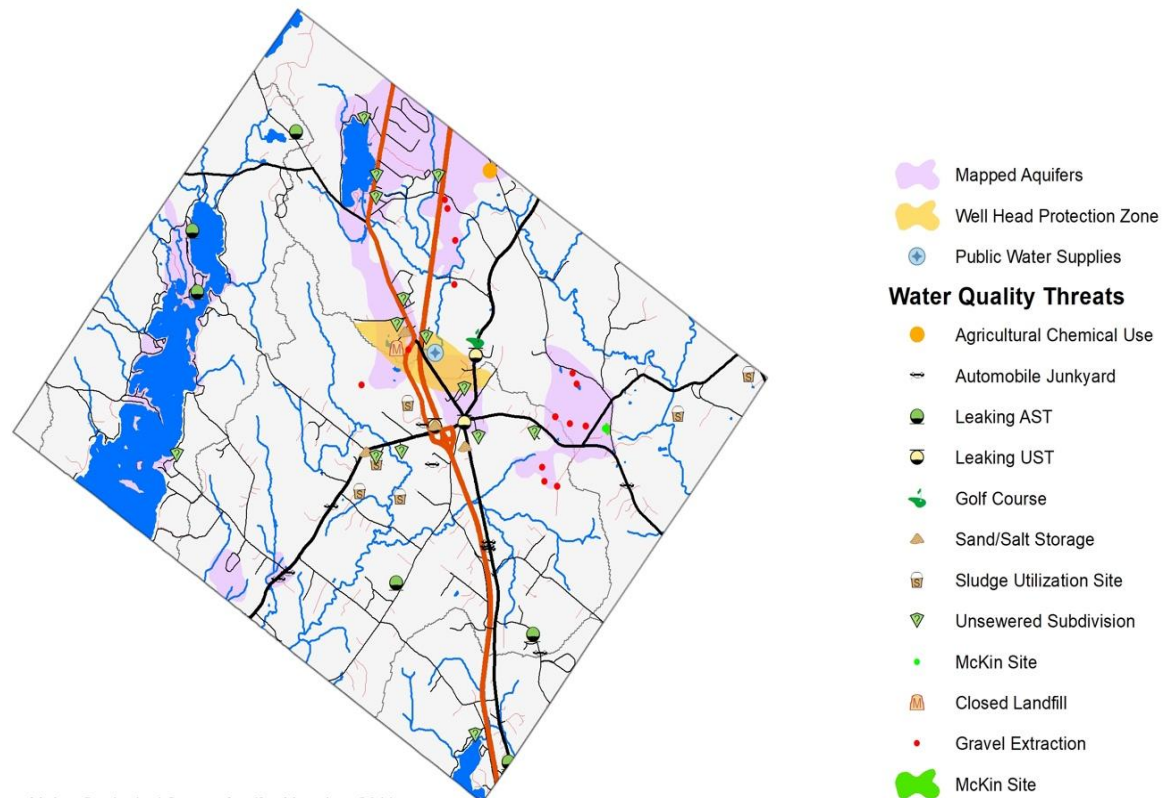 Mapped Aquifers
Well Head Protection Zone
Public Water Supplies
Water Quality Threats
Agricultural Chemical Use
Automobile Junkyard
Leaking AST
Leaking UST
Golf Course
Sand/Salt Storage
Sludge Utilization Site
Unsewered Subdivision
McKin Site
M Closed Landfill
Gravel Extraction
McKin Site